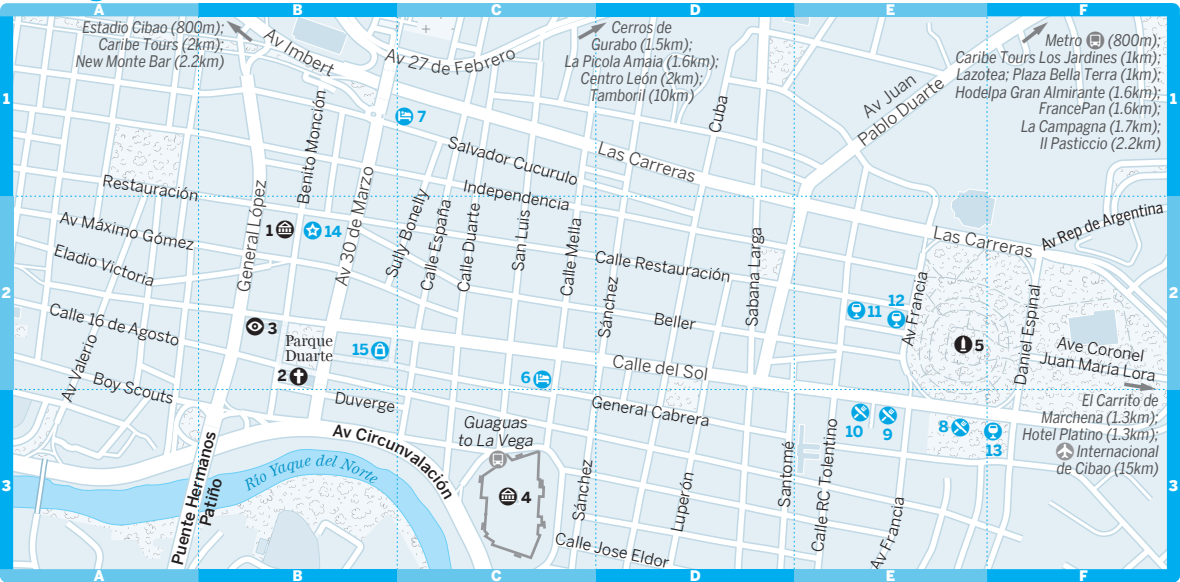 A B C D E F
Estadio Cibao (800m);
Caribe Tours (2km);
New Monte Bar (2.2km)
Av Imbert
Av 27 de Febrero
Cerros de
Gurabo (1.5km);
La Picola Amaia (1.6km);
Centro León (2km);
Tamboril (10km)
Metro (800m);
Caribe Tours Los Jardines (1km);
Lazotea; Plaza Bella Terra (1km);
Hodelpa Gran Almirante (1.6km);
FrancePan (1.6km);
La Campagna (1.7km);
Il Pasticcio (2.2km)
Av Juan
Pablo Duarte
1
1
7
Cuba
Benito Monción
Salvador Cucurulo
Las Carreras
Restauración
Independencia
General López
Av 30 de Marzo
Sully Bonelly
Calle España
Calle Duarte
San Luis
Calle Mella
Av Rep de Argentina
Las Carreras
Av Máximo Gómez
1
14
Eladio Victoria
Calle Restauración
Sabana Larga
2
2
Sánchez
Beller
11
12
Av Francia
Daniel Espinal
Calle 16 de Agosto
3
Parque
Duarte
15
5
Ave Coronel
Juan María Lora
Av Valerio
2
6
Calle del Sol
Boy Scouts
Duverge
General Cabrera
El Carrito de
Marchena (1.3km);
Hotel Platino (1.3km);
Internacional
de Cibao (15km)
10
9
8
13
Guaguas
to La Vega
Av Circunvalación
Puente Hermanos
Patiño
Río Yaque del Norte
3
3
4
Sánchez
Luperón
Santomé
Calle RC Tolentino
Av Francia
Calle Jose Eldor
A B C D E F